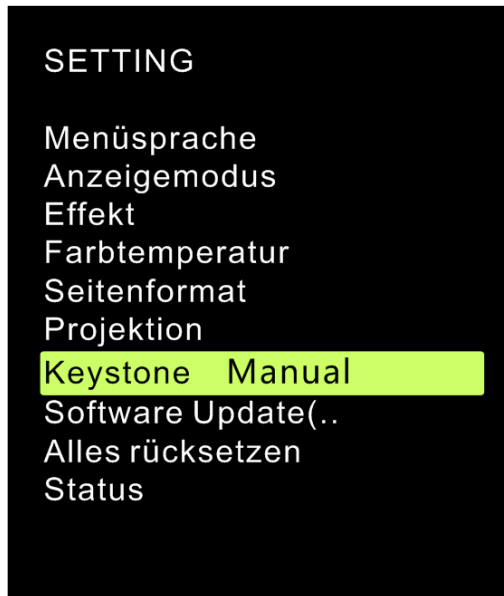 SETTING
Menüsprache
Anzeigemodus
Effekt
Farbtemperatur
Seitenformat
Projektion
Keystone Manual
Software Update(..
Alles rücksetzen
Status